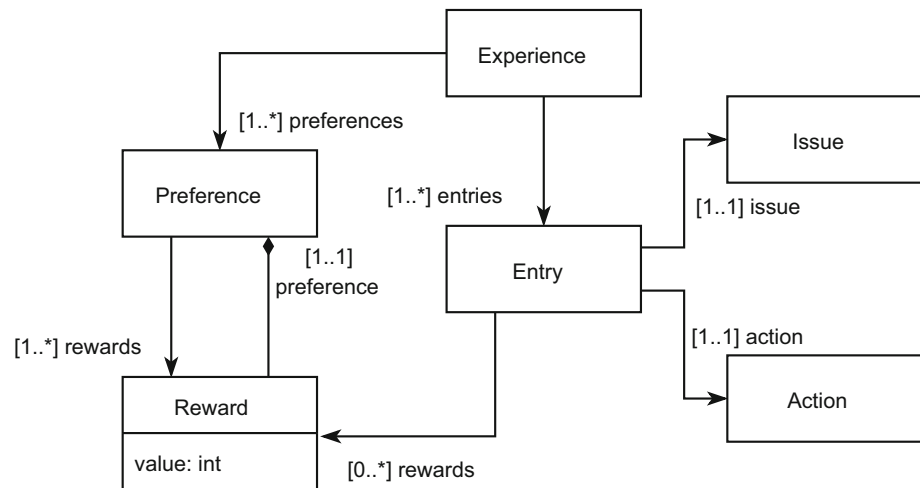 Experience
[1..*] preferences
Issue
Preference
[1..*] entries
[1..1] issue
[1..1]
preference
Entry
[1..*] rewards
[1..1] action
Reward
Action
value: int
[0..*] rewards